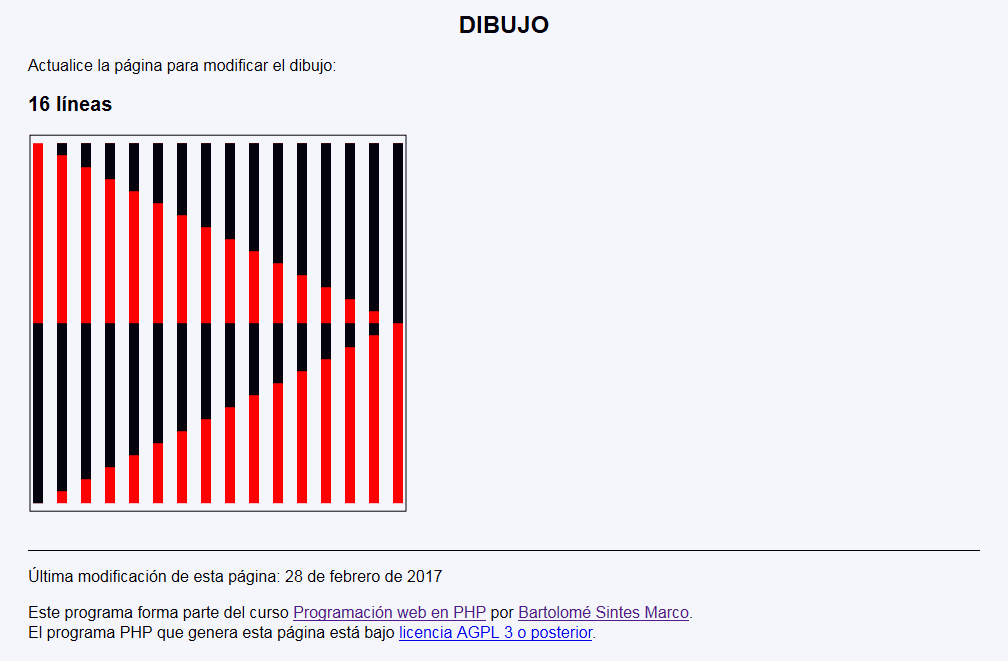 DIBUJO
Actualice la página para modificar el dibujo:
16 líneas
Última modificación de esta página: 28 de febrero de 2017
Este programa forma parte del curso Programación web en PHP por Bartolomé Sintes Marco.
El programa PHP que genera esta página está bajo licencia AGPL 3 o posterior.